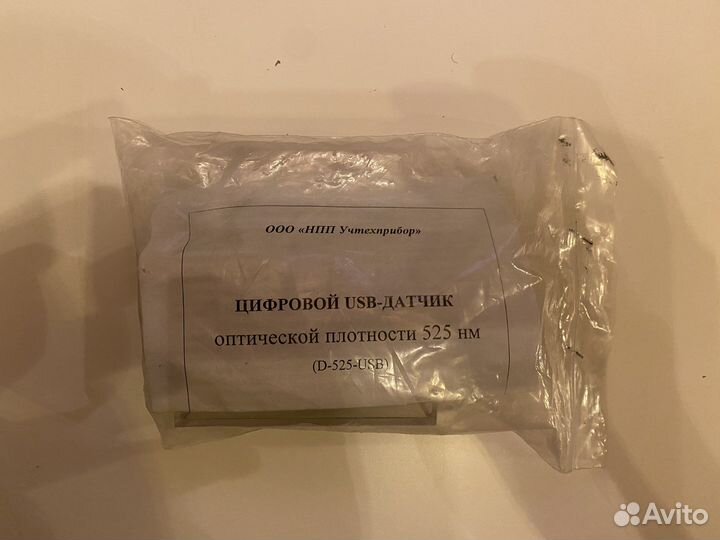 ООО «НПП Учтехприбор»
ЦИФРОВОЙ USB-ДАТЧИК
оптической плотности 525 нм
(D-525-USB)
Avito